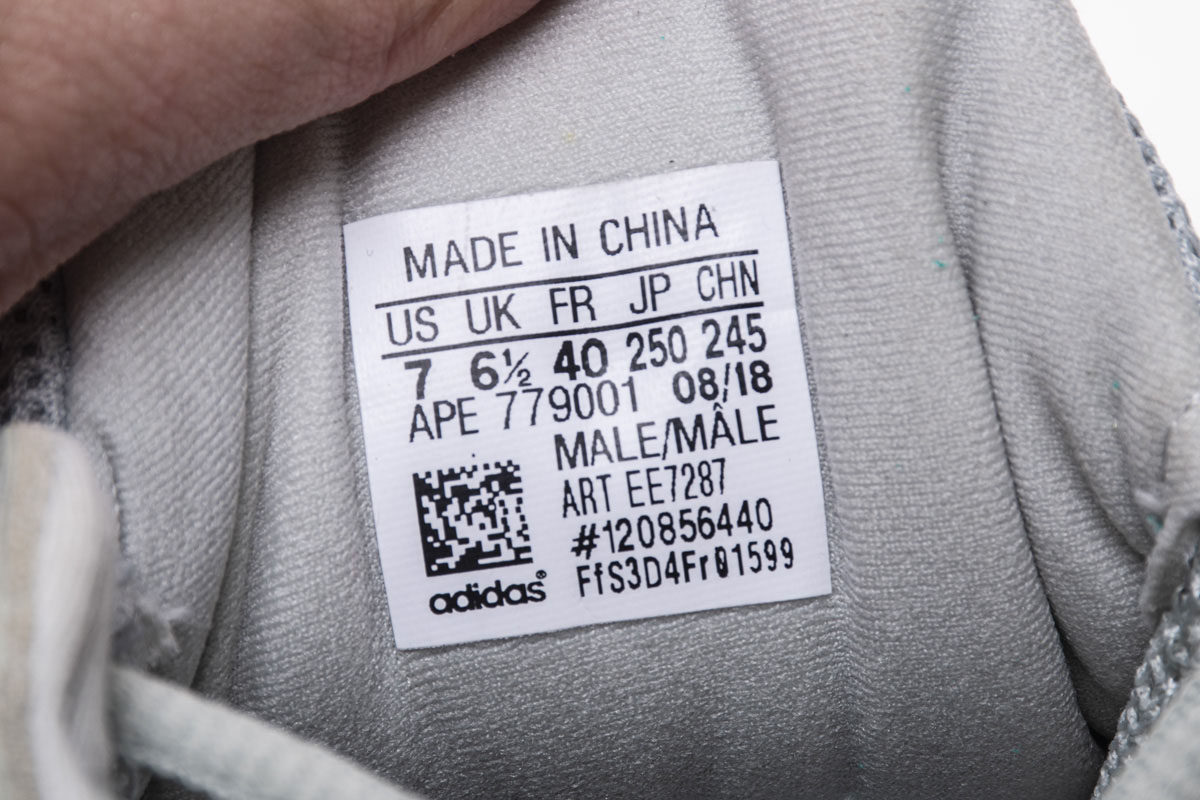 MADE IN CHINA
US UK FR JP CHN
7 6½ 40 250 245
APE 779001 08/18
MALE/MÂLE
ART EE7287
#120856440
FfS3D4Fr01599
adidas®